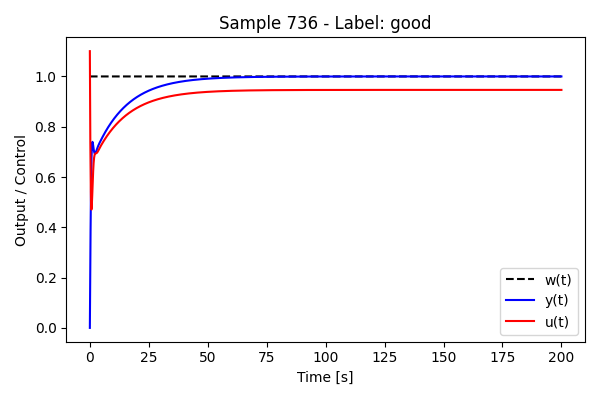 Sample 736 - Label: good
Output / Control
1.0
0.8
0.6
0.4
0.2
0.0
w(t)
y(t)
u(t)
0 25 50 75 100 125 150 175 200
Time [s]